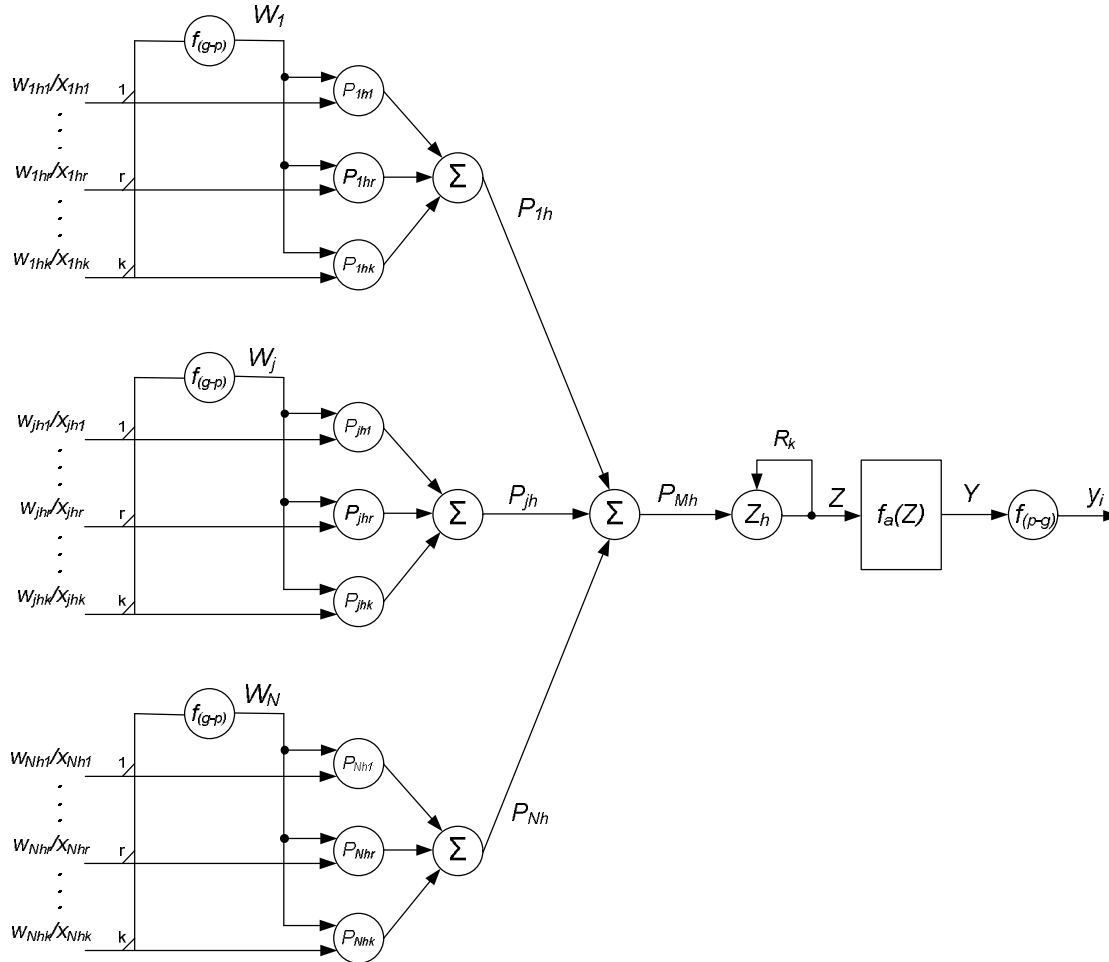 f(g-p)
W1
w1h1/x1h1
1
P1h1
w1hr/x1hr
r
P1hr
Σ
P1h
w1hk/x1hk
k
P1hk
f(g-p)
Wj
wjh1/xjh1
1
Pjh1
wjhr/xjhr
r
Pjhr
Σ
Pjh
Σ
PMh
Rk
Zh
Z
fa(Z)
Y
f(p-g)
yi
wjhk/xjhk
k
Pjhk
f(g-p)
WN
wNh1/xNh1
1
PNh1
wNhr/xNhr
r
PNhr
Σ
PNh
wNhk/xNhk
k
PNhk